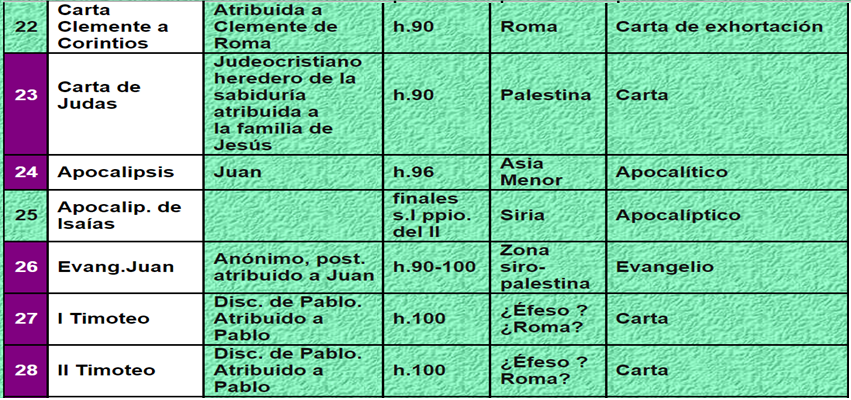 22 Carta Clemente a Corintios Atribuida a Clemente de Roma h.90 Roma Carta de exhortación
23 Carta de Judas Judeocristiano heredero de la sabiduría atribuida a la familia de Jesús h.90 Palestina Carta
24 Apocalipsis Juan h.96 Asia Menor Apocalítico
25 Apocalip. de Isaías finales s.I ppio. del II Siria Apocalíptico
26 Evang.Juan Anónimo, post. atribuido a Juan h.90-100 Zona siro-palestina Evangelio
27 I Timoteo Disc. de Pablo. Atribuido a Pablo h.100 ¿Éfeso ? ¿Roma? Carta
28 II Timoteo Disc. de Pablo. Atribuido a Pablo h.100 ¿Éfeso ? Roma? Carta